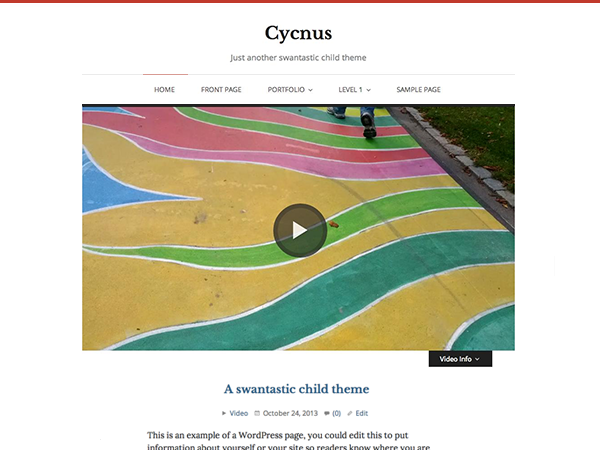 Cycnus
Just another swantastic child theme
HOME FRONT PAGE PORTFOLIO LEVEL 1 SAMPLE PAGE
Video Info
A swantastic child theme
Video October 24, 2013 (0) Edit
This is an example of a WordPress page, you could edit this to put
information about yourself or your site so readers know where you are